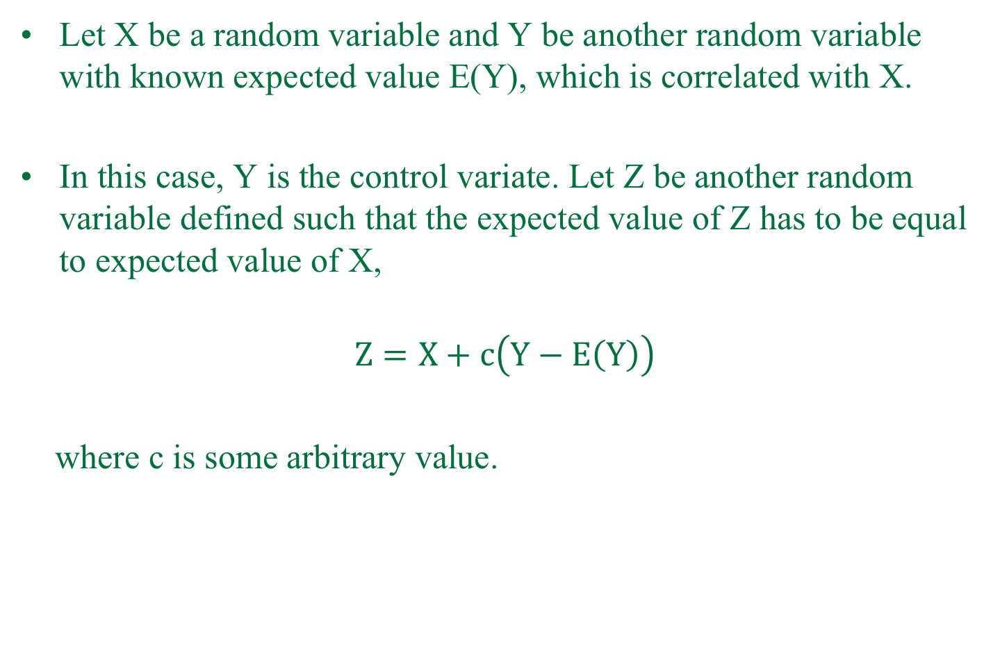 • Let X be a random variable and Y be another random variable
with known expected value E(Y), which is correlated with X.
• In this case, Y is the control variate. Let Z be another random
variable defined such that the expected value of Z has to be equal
to expected value of X,
Z = X + c(Y − E(Y))
where c is some arbitrary value.